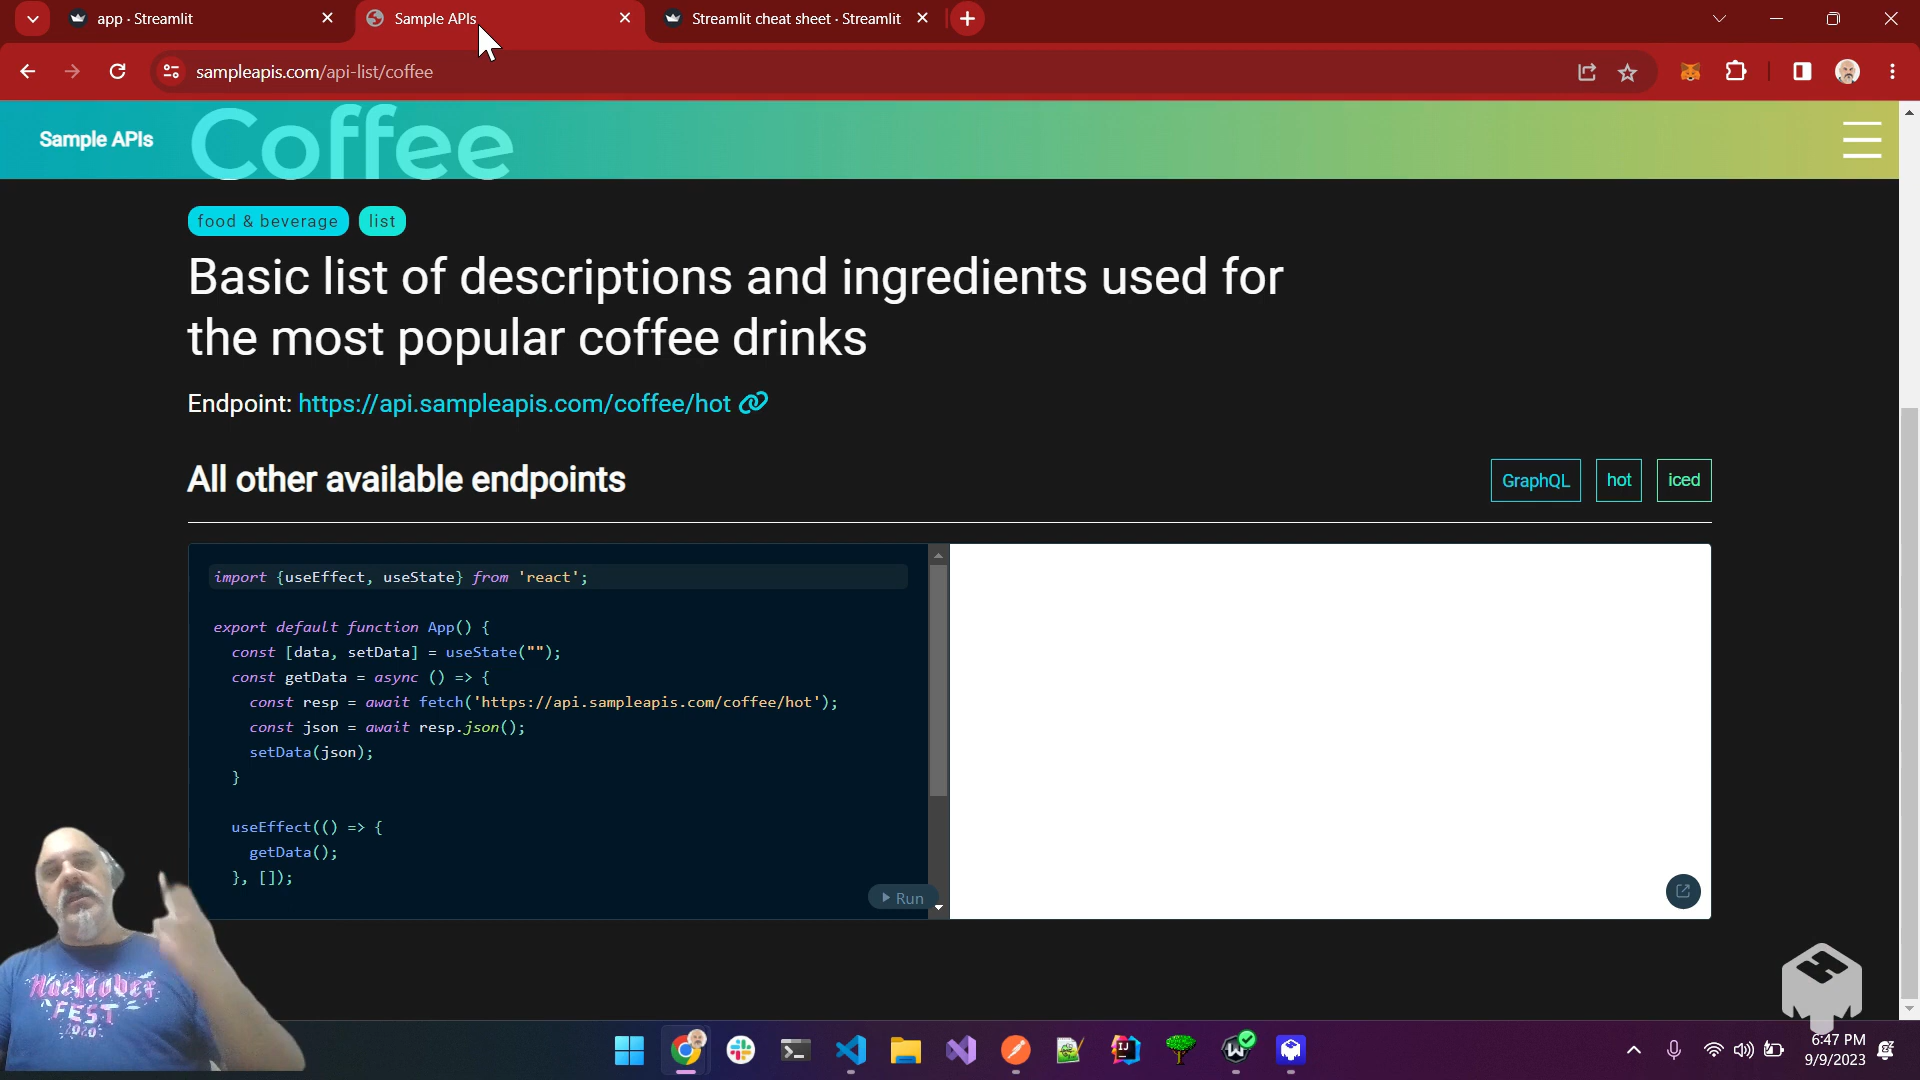 app · Streamlit
Sample APIs
Streamlit cheat sheet · Streamlit
sampleapis.com/api-list/coffee
Sample APIs
Coffee
food & beverage
list
Basic list of descriptions and ingredients used for
the most popular coffee drinks
Endpoint: https://api.sampleapis.com/coffee/hot
All other available endpoints
GraphQL
hot
iced
import {useEffect, useState} from 'react';
export default function App() {
const [data, setData] = useState("");
const getData = async () => {
const resp = await fetch('https://api.sampleapis.com/coffee/hot');
const json = await resp.json();
setData(json);
}
useEffect(() => {
getData();
}, []);
Run
Hacktober
FEST
2020
6:47 PM
9/9/2023